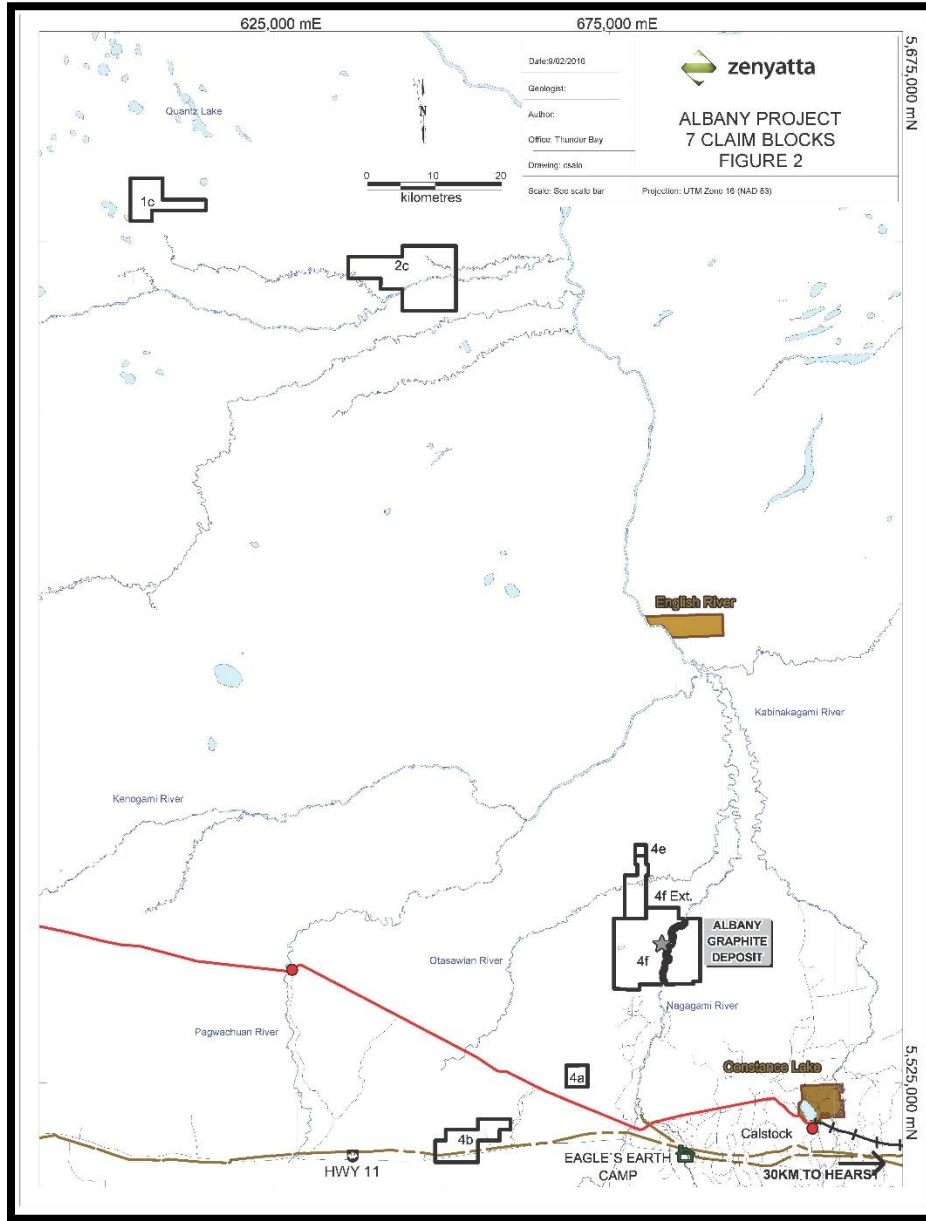 625,000 mE
675,000 mE
5,675,000 mN
Date:9/02/2016
Geologist:
Author:
Office: Thunder Bay
Drawing: csalo
Scale: See scale bar
zenyatta
ALBANY PROJECT
7 CLAIM BLOCKS
FIGURE 2
Projection: UTM Zone 16 (NAD 83)
N
0 10 20
kilometres
Quantz Lake
1c
2c
English River
Kabinakagami River
Kenogami River
4e
4f Ext.
ALBANY
GRAPHITE
DEPOSIT
4f
Otasawian River
Nagagami River
Pagwachuan River
4a
Constance Lake
5,525,000 mN
4b
Calstock
HWY 11
EAGLE`S EARTH
CAMP
30KM TO HEARST